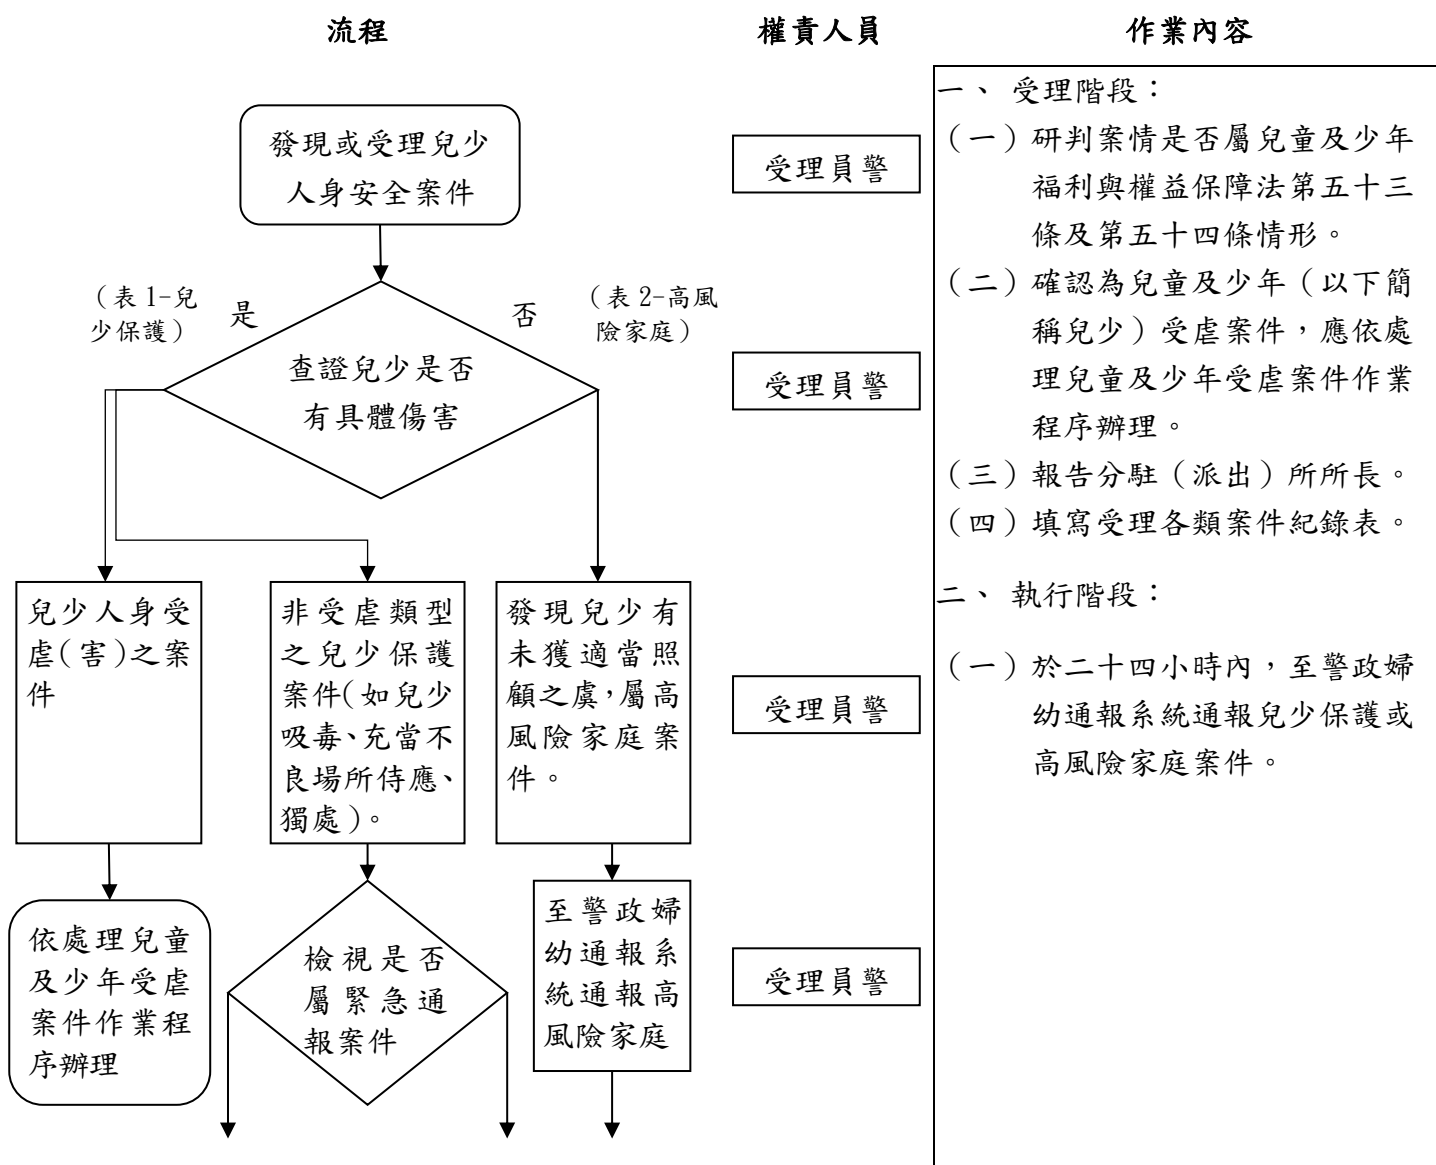 流程
權責人員
作業內容
發現或受理兒少
人身安全案件
受理員警
(表 1-兒
少保護)
是
否
(表 2-高風
險家庭)
查證兒少是否
有具體傷害
受理員警
兒少人身受
虐(害)之案
件
非受虐類型
之兒少保護
案件(如兒少
吸毒、充當不
良場所侍應、
獨處)。
發現兒少有
未獲適當照
顧之虞,屬高
風險家庭案
件。
受理員警
依處理兒童
及少年受虐
案件作業程
序辦理
檢視是否
屬緊急通
報案件
至警政婦
幼通報系
統通報高
風險家庭
受理員警
一、 受理階段:
(一)研判案情是否屬兒童及少年
福利與權益保障法第五十三
條及第五十四條情形。
(二)確認為兒童及少年(以下簡
稱兒少)受虐案件,應依處
理兒童及少年受虐案件作業
程序辦理。
(三)報告分駐(派出)所所長。
(四)填寫受理各類案件紀錄表。
二、 執行階段:
(一)於二十四小時內,至警政婦
幼通報系統通報兒少保護或
高風險家庭案件。